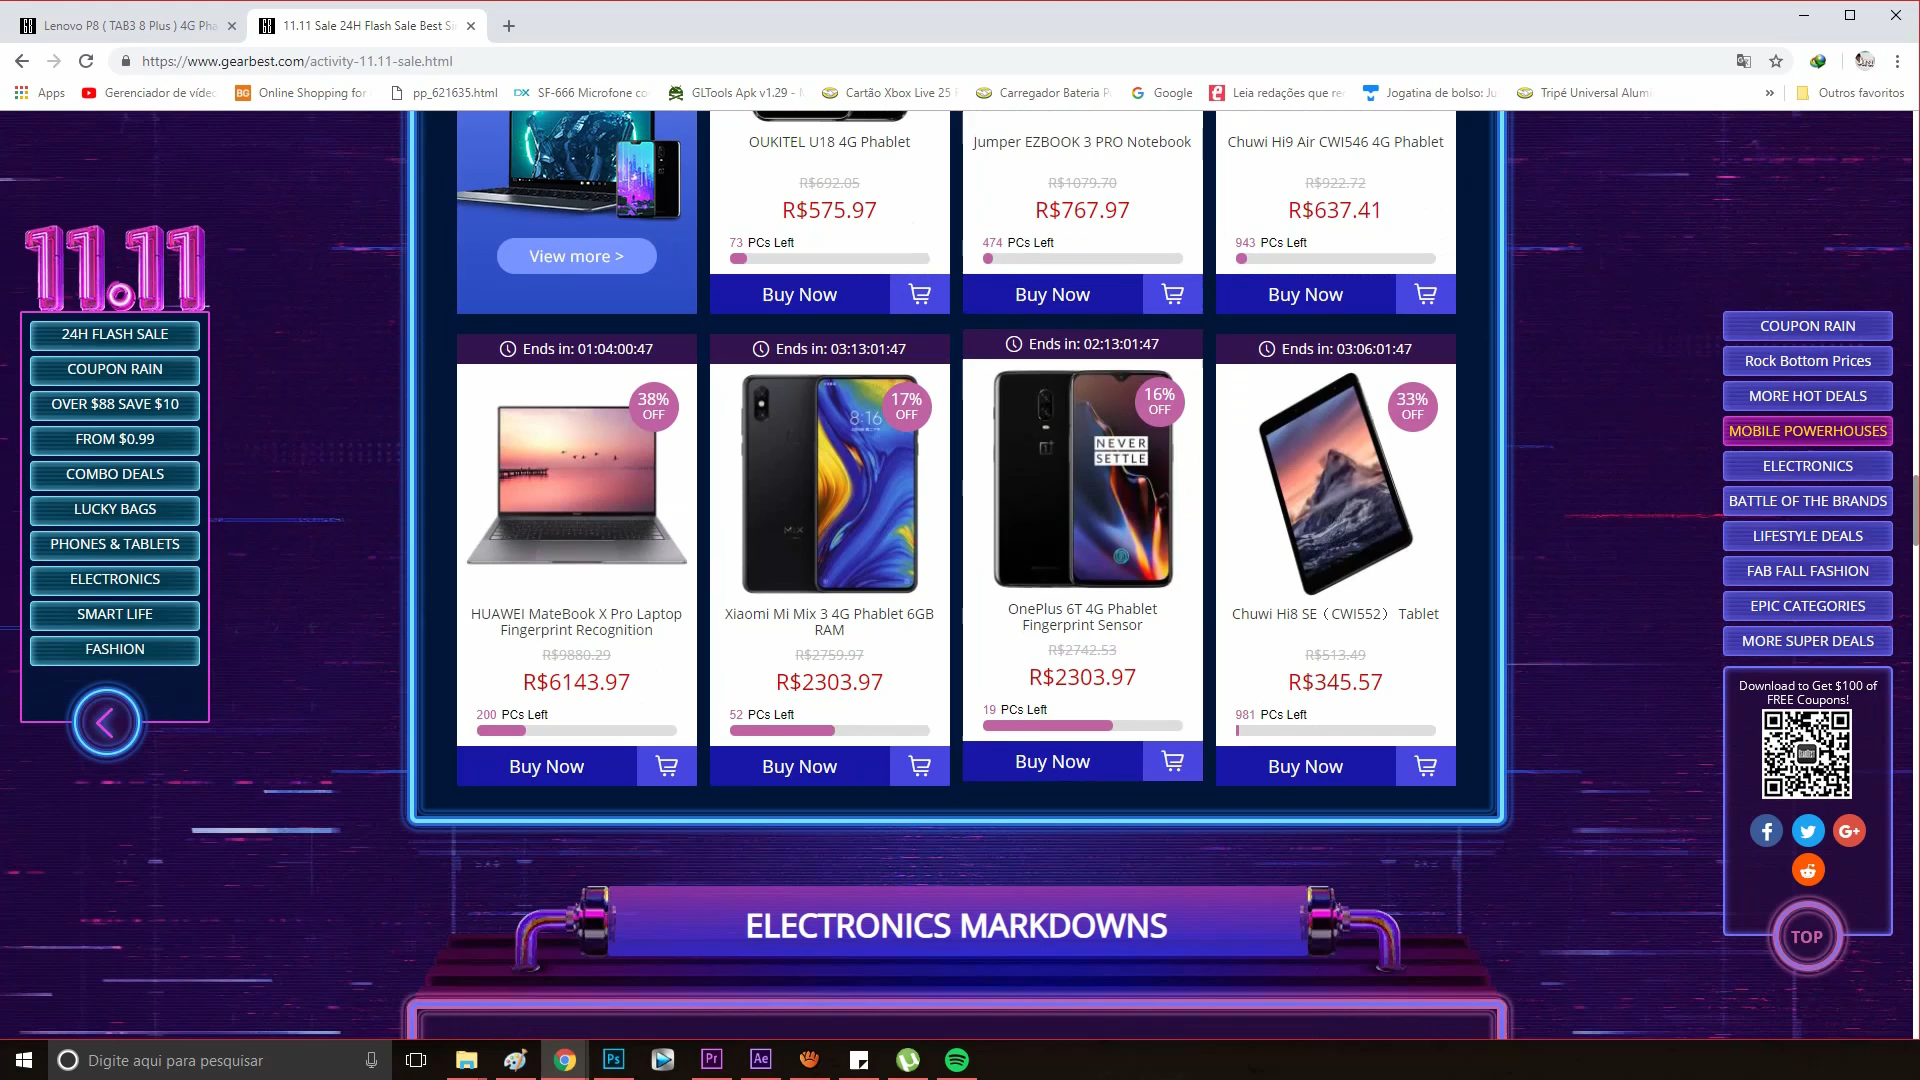 Lenovo P8 ( TAB3 8 Plus ) 4G Pha
11.11 Sale 24H Flash Sale Best Si
https://www.gearbest.com/activity-11.11-sale.html
Apps
Gerenciador de vídeo
BG
Online Shopping for
pp_621635.html
DX
SF-666 Microfone co
GLTools Apk v1.29 -
Cartão Xbox Live 25
Carregador Bateria P
Google
Leia redações que re
Jogatina de bolso: Ju
Tripé Universal Alum
»
Outros favoritos
OUKITEL U18 4G Phablet
Jumper EZBOOK 3 PRO Notebook
Chuwi Hi9 Air CWI546 4G Phablet
R$692.05
R$1079.70
R$922.72
R$575.97
R$767.97
R$637.41
View more >
73 PCs Left
474 PCs Left
943 PCs Left
Buy Now
Buy Now
Buy Now
Ends in: 01:04:00:47
Ends in: 03:13:01:47
Ends in: 02:13:01:47
Ends in: 03:06:01:47
38%
OFF
17%
OFF
16%
OFF
33%
OFF
8:16
MIX
NEVER
SETTLE
HUAWEI MateBook X Pro Laptop
Fingerprint Recognition
Xiaomi Mi Mix 3 4G Phablet 6GB
RAM
OnePlus 6T 4G Phablet
Fingerprint Sensor
Chuwi Hi8 SE（CWI552） Tablet
R$9880.29
R$2759.97
R$2742.53
R$513.49
R$6143.97
R$2303.97
R$2303.97
R$345.57
200 PCs Left
52 PCs Left
19 PCs Left
981 PCs Left
Buy Now
Buy Now
Buy Now
Buy Now
ELECTRONICS MARKDOWNS
11.11
24H FLASH SALE
COUPON RAIN
OVER $88 SAVE $10
FROM $0.99
COMBO DEALS
LUCKY BAGS
PHONES & TABLETS
ELECTRONICS
SMART LIFE
FASHION
COUPON RAIN
Rock Bottom Prices
MORE HOT DEALS
MOBILE POWERHOUSES
ELECTRONICS
BATTLE OF THE BRANDS
LIFESTYLE DEALS
FAB FALL FASHION
EPIC CATEGORIES
MORE SUPER DEALS
Download to Get $100 of
FREE Coupons!
G+
TOP
Digite aqui para pesquisar
Ps
Pr
Ae